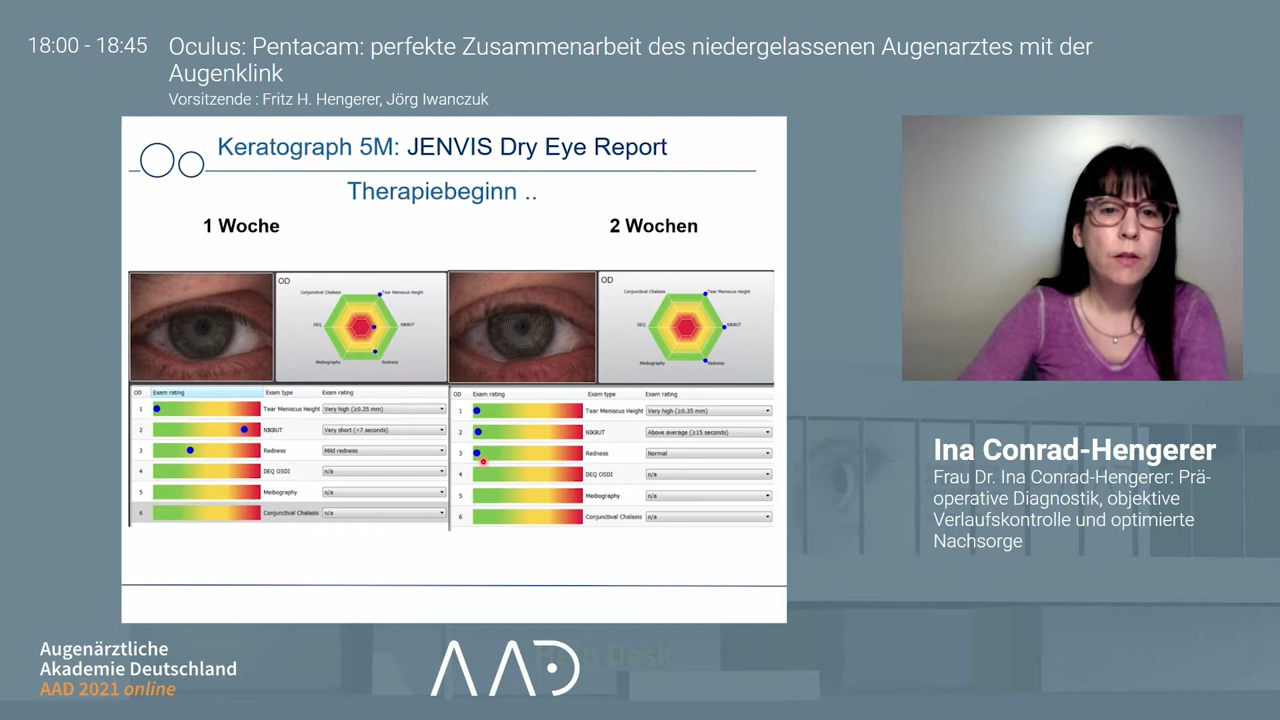 18:00 - 18:45
Oculus: Pentacam: perfekte Zusammenarbeit des niedergelassenen Augenarztes mit der
Augenklink
Vorsitzende : Fritz H. Hengerer, Jörg Iwanczuk
Keratograph 5M: JENVIS Dry Eye Report
Therapiebeginn ..
1 Woche
2 Wochen
OD
Conjunctival Chalasis
Tear Meniscus Height
DEQ
NIKBUT
Meibography
Redness
OD
Conjunctival Chalasis
Tear Meniscus Height
DEQ
NIKBUT
Meibography
Redness
OD Exam rating Exam type Exam rating
1 Tear Meniscus Height Very high (≥0.35 mm)
2 NIKBUT Very short (<7 seconds)
3 Redness Mild redness
4 DEQ OSDI n/a
5 Meibography n/a
6 Conjunctival Chalasis n/a
OD Exam rating Exam type Exam rating
1 Tear Meniscus Height Very high (≥0.35 mm)
2 NIKBUT Above average (≥15 seconds)
3 Redness Normal
4 DEQ OSDI n/a
5 Meibography n/a
6 Conjunctival Chalasis n/a
Ina Conrad-Hengerer
Frau Dr. Ina Conrad-Hengerer: Prä-
operative Diagnostik, objektive
Verlaufskontrolle und optimierte
Nachsorge
Augenärztliche
Akademie Deutschland
AAD 2021 online
AAD
Help Desk